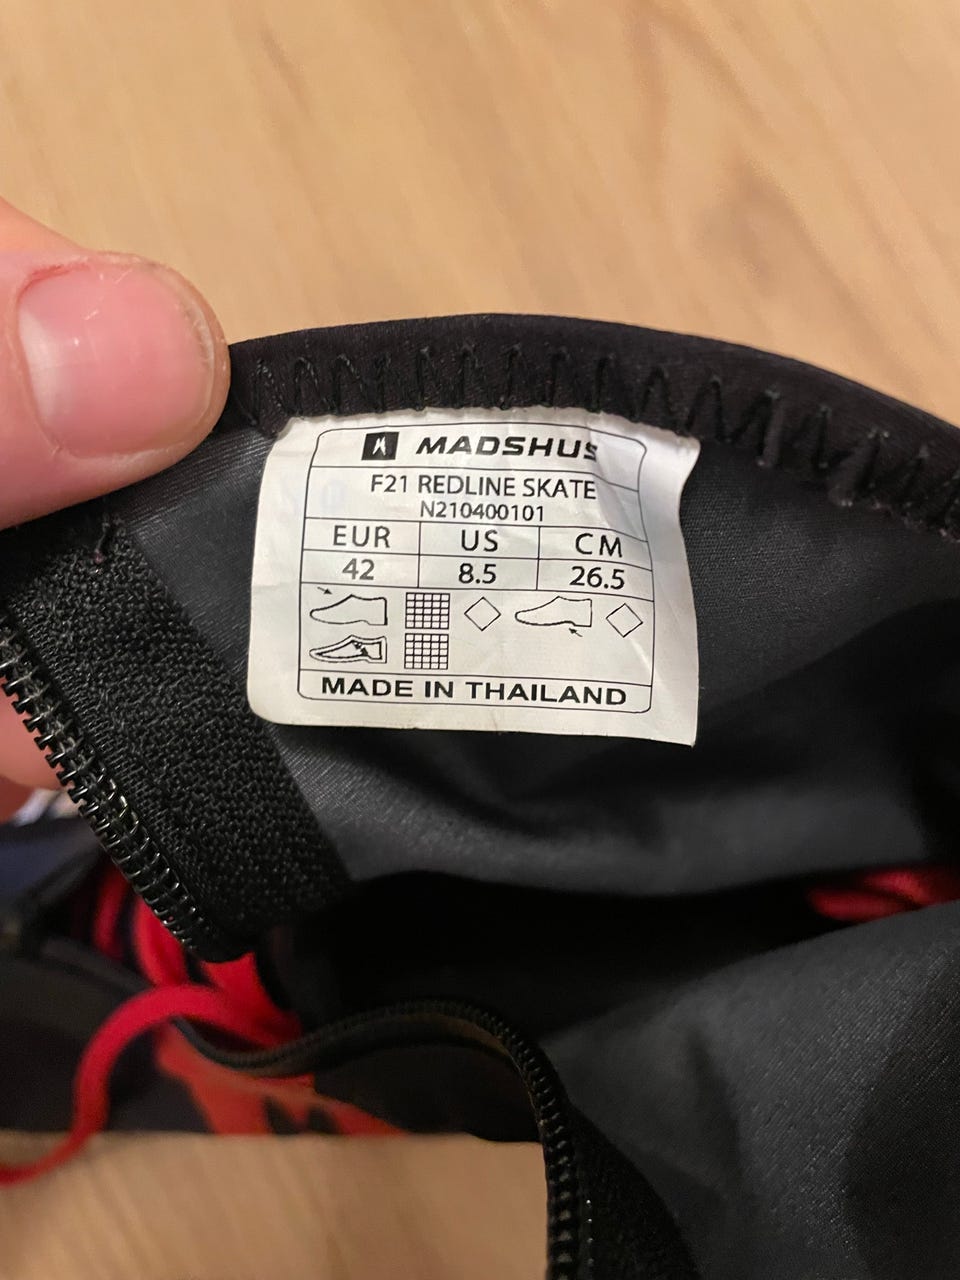 MADSHUS
F21 REDLINE SKATE
N210400101
EUR US CM
42 8.5 26.5
MADE IN THAILAND